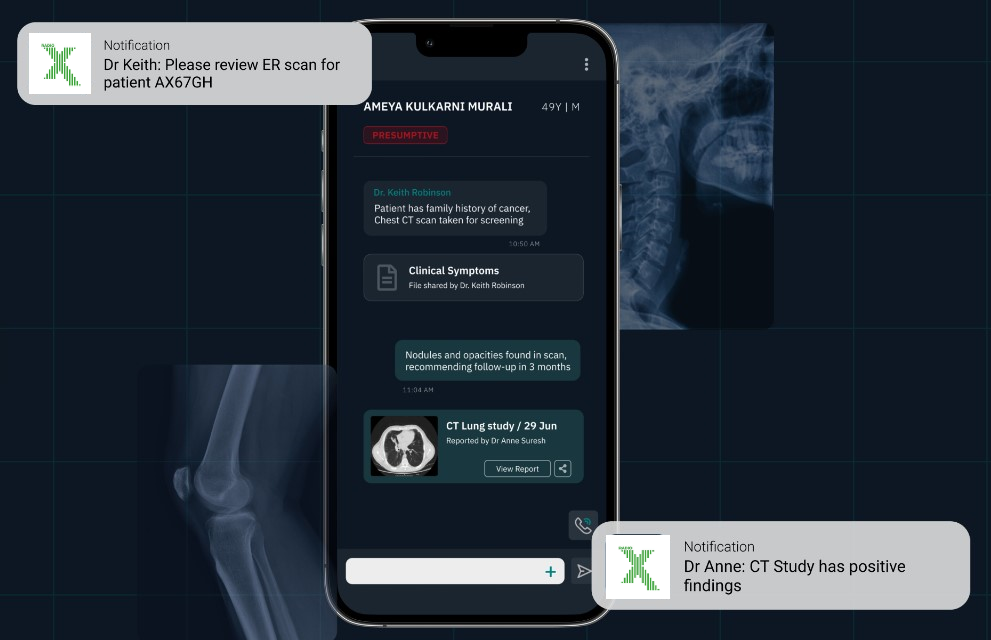 RADIO
Notification
Dr Keith: Please review ER scan for
patient AX67GH
AMEYA KULKARNI MURALI 49Y | M
PRESUMPTIVE
Dr. Keith Robinson
Patient has family history of cancer,
Chest CT scan taken for screening
10:50 AM
Clinical Symptoms
File shared by Dr. Keith Robinson
Nodules and opacities found in scan,
recommending follow-up in 3 months
11:04 AM
CT Lung study / 29 Jun
Reported by Dr Anne Suresh
View Report
RADIO
Notification
Dr Anne: CT Study has positive
findings